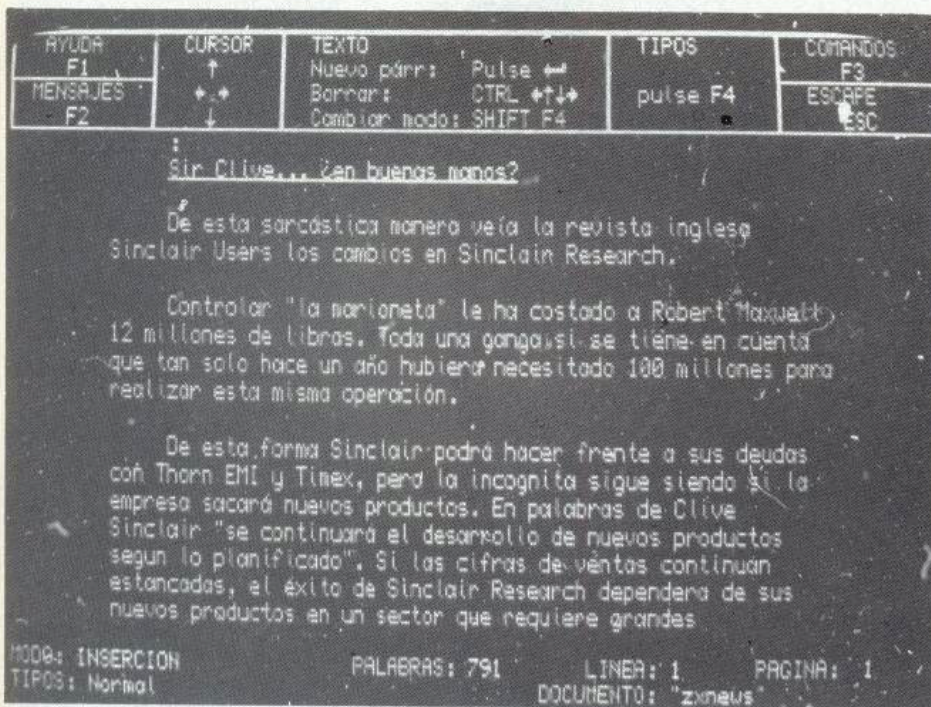 AYUDA CURSOR TEXTO TIPOS COMANDOS
F1 ↑ Nuevo párr: Pulse ↵ F3
MENSAJES ←.→ Borrar: CTRL ←↑↓→ pulse F4 ESCAPE
F2 ↓ Cambiar modo: SHIFT F4 ESC
Sir Clive... ¿en buenas manos?
De esta sarcástica manera veía la revista inglesa
Sinclair Users los cambios en Sinclair Research.
Controlar "la marioneta" le ha costado a Robert Maxwell
12 millones de libras. Toda una ganga si se tiene en cuenta
que tan solo hace un año hubiera necesitado 100 millones para
realizar esta misma operación.
De esta forma Sinclair podrá hacer frente a sus deudas
con Thorn EMI y Timex, pero la incognita sigue siendo si la
empresa sacará nuevos productos. En palabras de Clive
Sinclair "se continuará el desarrollo de nuevos productos
segun lo planificado". Si las cifras de ventas continuan
estancadas, el éxito de Sinclair Research dependera de sus
nuevos productos en un sector que requiere grandes
MODO: INSERCION PALABRAS: 791 LINEA: 1 PAGINA: 1
TIPOS: Normal DOCUMENTO: "zxnews"